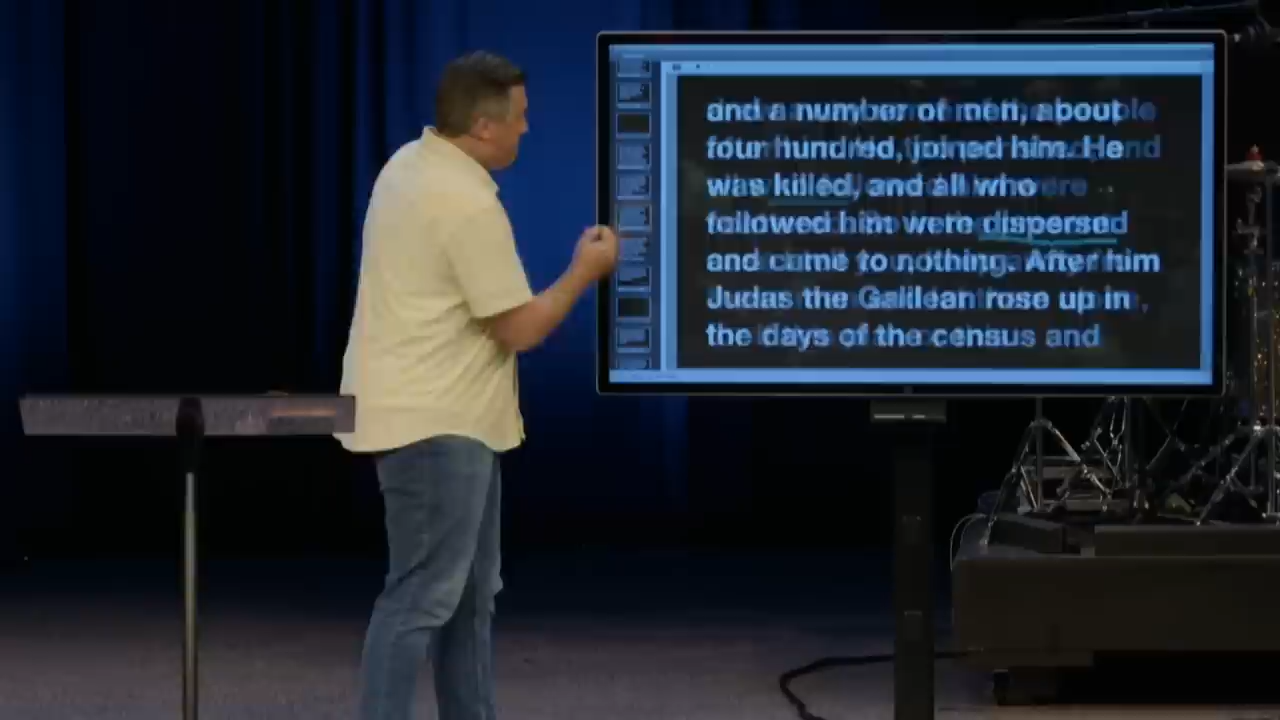 and a number of men, about
four hundred, joined him. He
was killed, and all who
followed him were dispersed
and came to nothing. After him
Judas the Galilean rose up in
the days of the census and